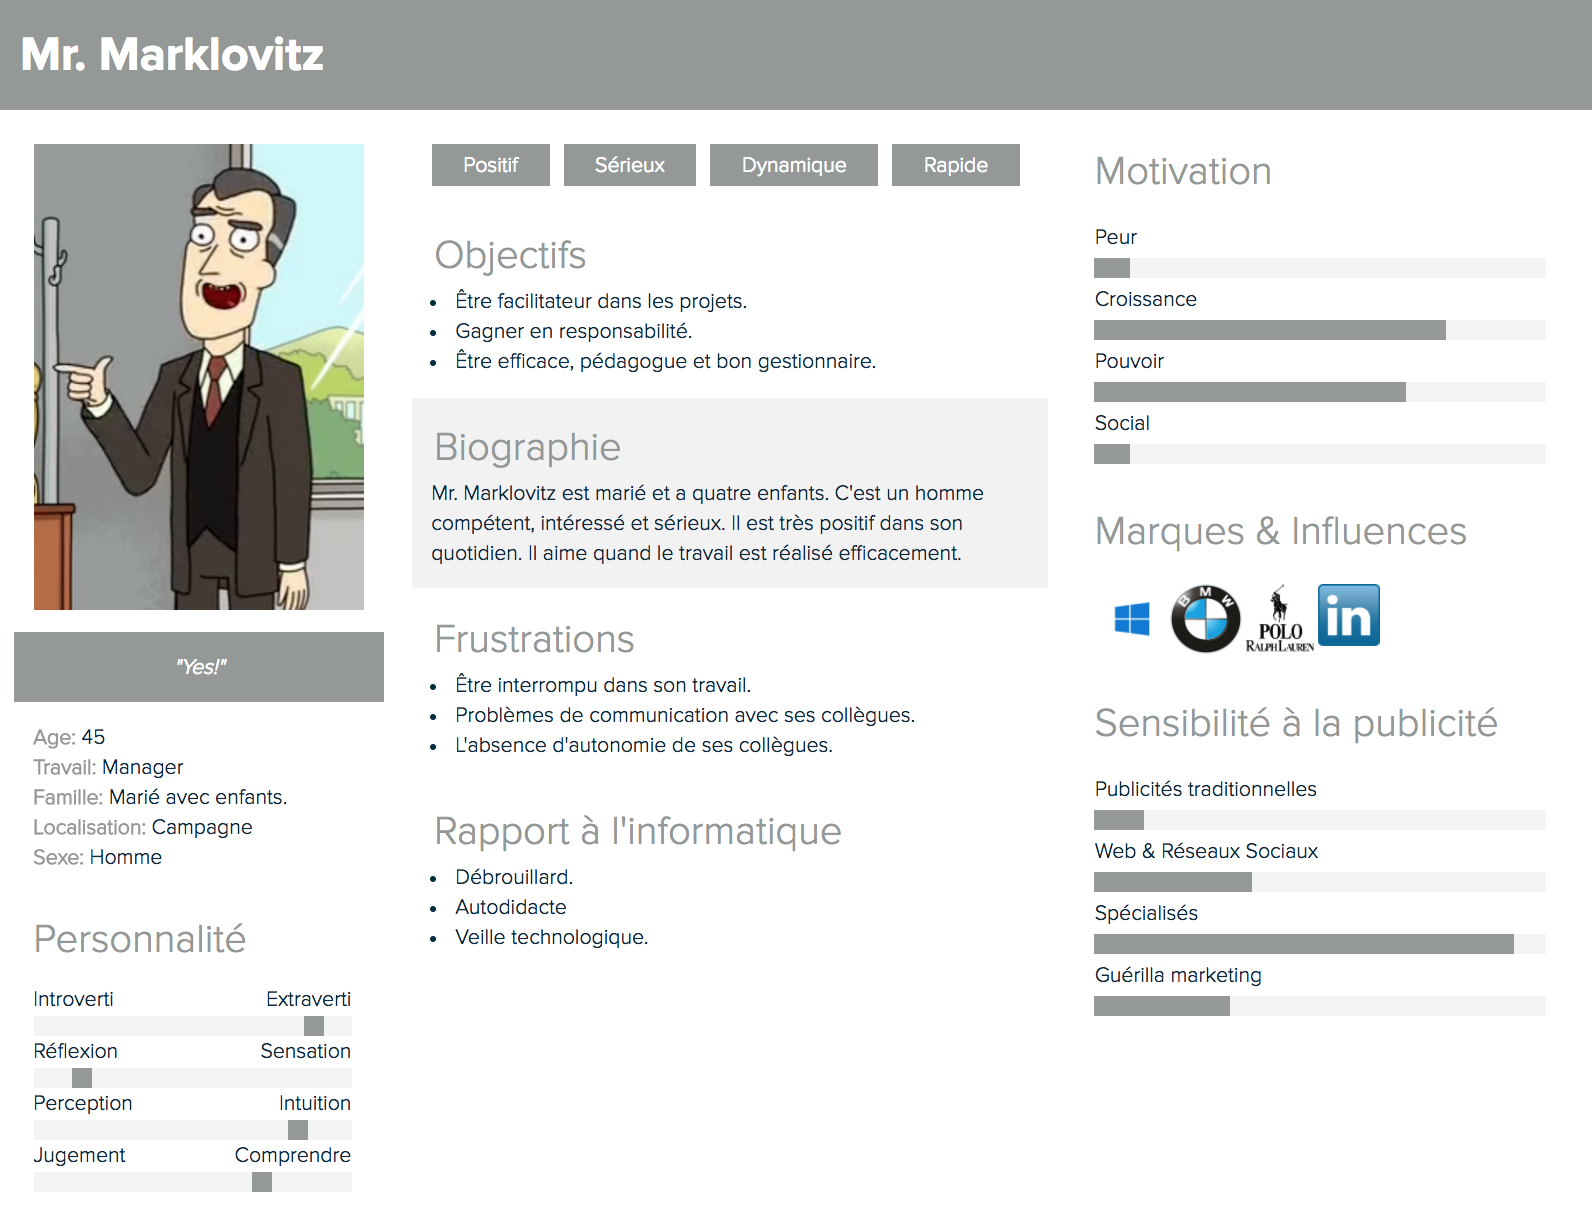 Mr. Marklovitz
"Yes!"
Age: 45
Travail: Manager
Famille: Marié avec enfants.
Localisation: Campagne
Sexe: Homme
Personnalité
Introverti Extraverti
Réflexion Sensation
Perception Intuition
Jugement Comprendre
Positif Sérieux Dynamique Rapide
Objectifs
• Être facilitateur dans les projets.
• Gagner en responsabilité.
• Être efficace, pédagogue et bon gestionnaire.
Biographie
Mr. Marklovitz est marié et a quatre enfants. C'est un homme
compétent, intéressé et sérieux. Il est très positif dans son
quotidien. Il aime quand le travail est réalisé efficacement.
Frustrations
• Être interrompu dans son travail.
• Problèmes de communication avec ses collègues.
• L'absence d'autonomie de ses collègues.
Rapport à l'informatique
• Débrouillard.
• Autodidacte
• Veille technologique.
Motivation
Peur
Croissance
Pouvoir
Social
Marques & Influences
BMW
POLO
RALPH LAUREN
in
Sensibilité à la publicité
Publicités traditionnelles
Web & Réseaux Sociaux
Spécialisés
Guérilla marketing